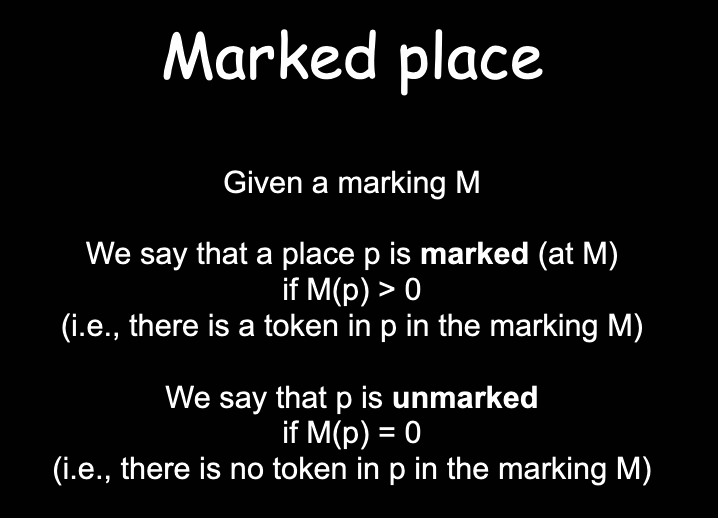 Marked place
Given a marking M
We say that a place p is marked (at M)
if M(p) > 0
(i.e., there is a token in p in the marking M)
We say that p is unmarked
if M(p) = 0
(i.e., there is no token in p in the marking M)